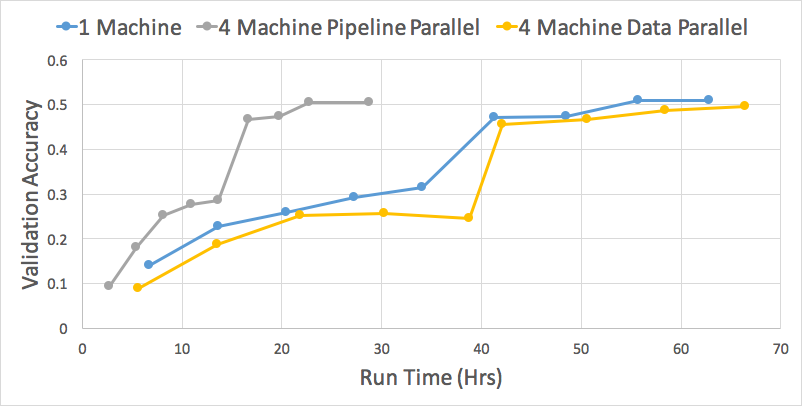 1 Machine 4 Machine Pipeline Parallel 4 Machine Data Parallel
0.6
0.5
0.4
0.3
0.2
0.1
0
Validation Accuracy
0 10 20 30 40 50 60 70
Run Time (Hrs)